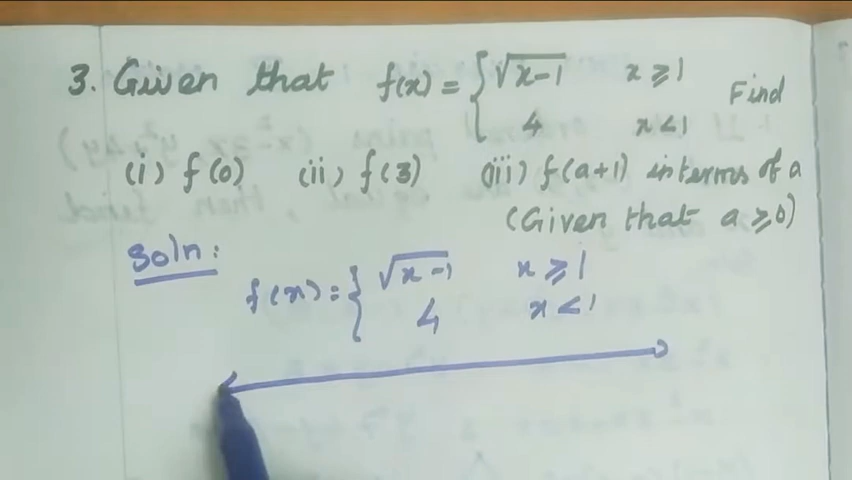 3. Given that f(x) = { √x-1 x ≥ 1 Find
4 x < 1
(i) f(0) (ii) f(3) (iii) f(a+1) in terms of a
(Given that a ≥ 0)
Soln:
f(x) = { √x-1 x ≥ 1
4 x < 1